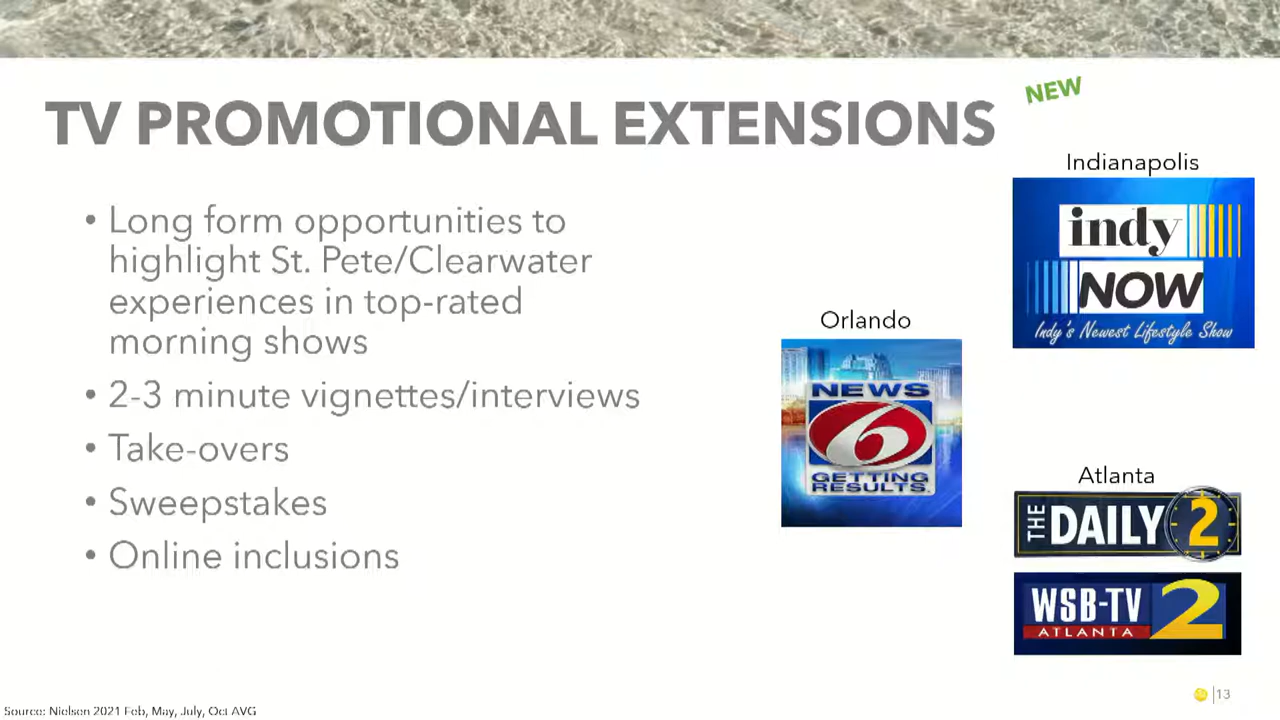 NEW
TV PROMOTIONAL EXTENSIONS
• Long form opportunities to
highlight St. Pete/Clearwater
experiences in top-rated
morning shows
• 2-3 minute vignettes/interviews
• Take-overs
• Sweepstakes
• Online inclusions
Orlando
NEWS
6
GETTING
RESULTS.
Indianapolis
indy
NOW
Indy's Newest Lifestyle Show
Atlanta
THE DAILY 2
WSB-TV 2
ATLANTA
Source: Nielsen 2021 Feb, May, July, Oct AVG
13